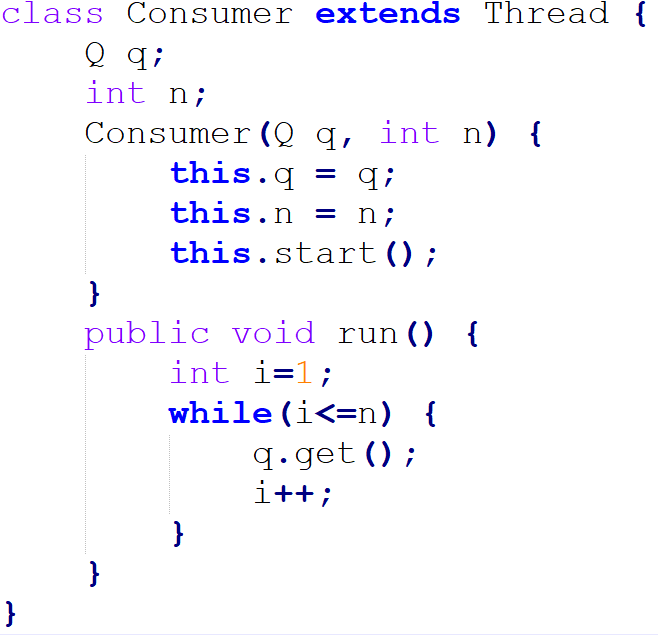 class Consumer extends Thread {
Q q;
int n;
Consumer(Q q, int n) {
this.q = q;
this.n = n;
this.start();
}
public void run() {
int i=1;
while(i<=n) {
q.get();
i++;
}
}
}